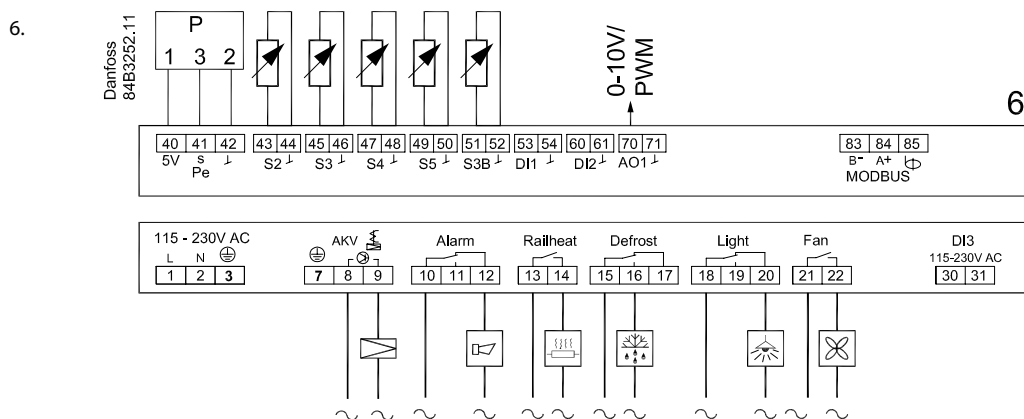 6.
Danfoss
84B3252.11
P
1 3 2
0-10V/
PWM
6
40 41 42 43 44 45 46 47 48 49 50 51 52 53 54 60 61 70 71 83 84 85
5V s S2 ⊥ S3 ⊥ S4 ⊥ S5 ⊥ S3B ⊥ DI1 ⊥ DI2 ⊥ AO1 ⊥ B- A+
Pe MODBUS
115 - 230V AC AKV Alarm Railheat Defrost Light Fan DI3
L N 115-230V AC
1 2 3 7 8 9 10 11 12 13 14 15 16 17 18 19 20 21 22 30 31